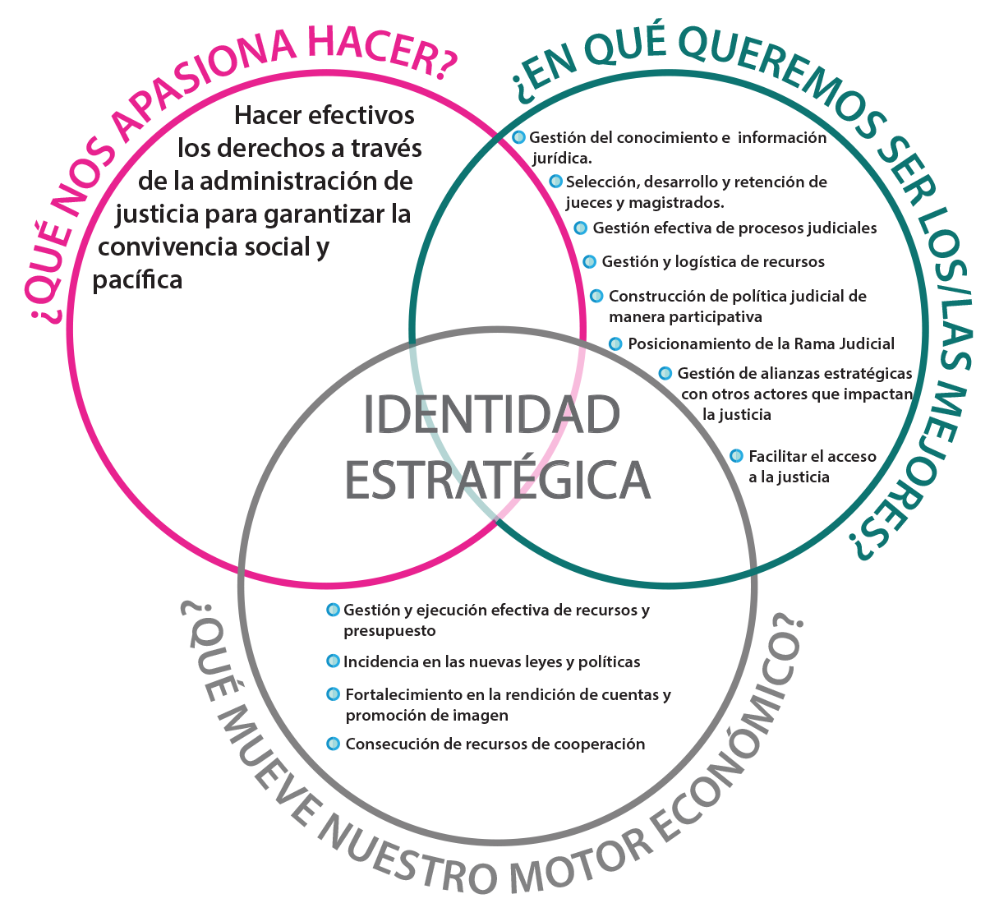 ¿QUÉ NOS APASIONA HACER?
Hacer efectivos
los derechos a través
de la administración de
justicia para garantizar la
convivencia social y
pacífica
¿EN QUÉ QUEREMOS SER LOS/LAS MEJORES?
Gestión del conocimiento e información
jurídica.
Selección, desarrollo y retención de
jueces y magistrados.
Gestión efectiva de procesos judiciales
Gestión y logística de recursos
Construcción de política judicial de
manera participativa
Posicionamiento de la Rama Judicial
Gestión de alianzas estratégicas
con otros actores que impactan
la justicia
Facilitar el acceso
a la justicia
IDENTIDAD
ESTRATÉGICA
Gestión y ejecución efectiva de recursos y
presupuesto
Incidencia en las nuevas leyes y políticas
Fortalecimiento en la rendición de cuentas y
promoción de imagen
Consecución de recursos de cooperación
¿QUÉ MUEVE NUESTRO MOTOR ECONÓMICO?